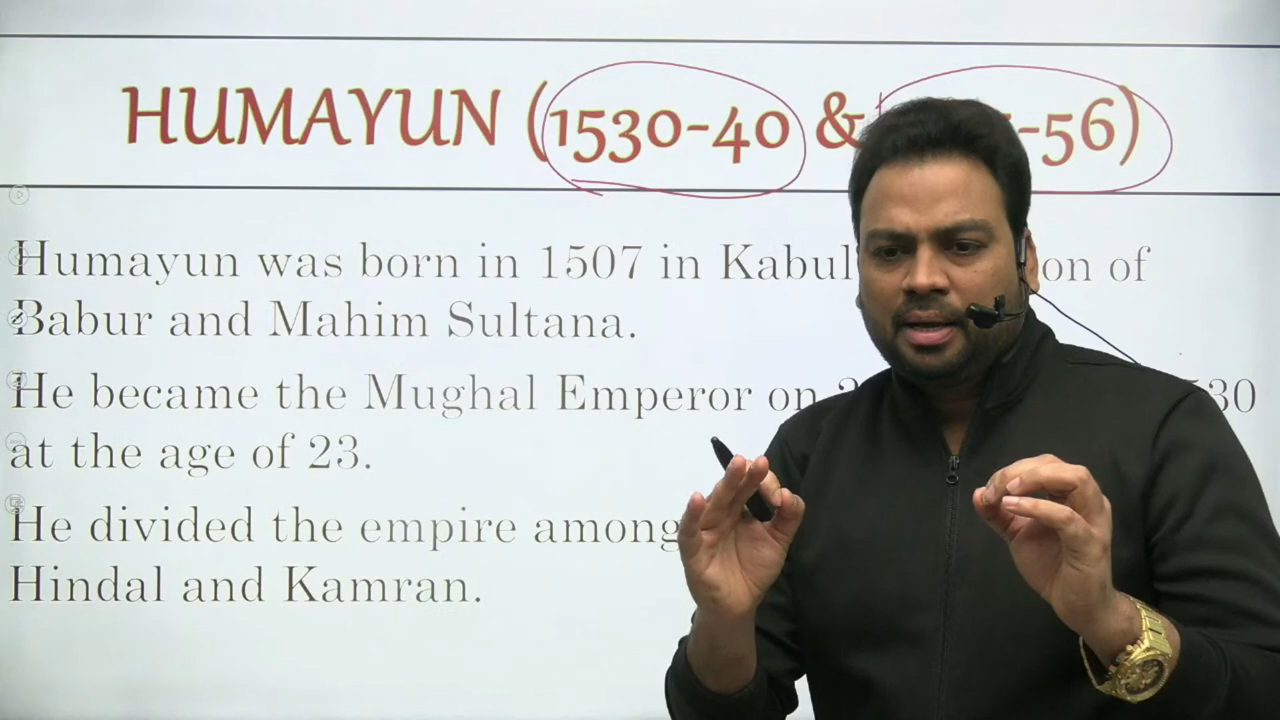 HUMAYUN (1530-40 & -56)
Humayun was born in 1507 in Kabul on of
Babur and Mahim Sultana.
He became the Mughal Emperor on 530
at the age of 23.
He divided the empire among
Hindal and Kamran.